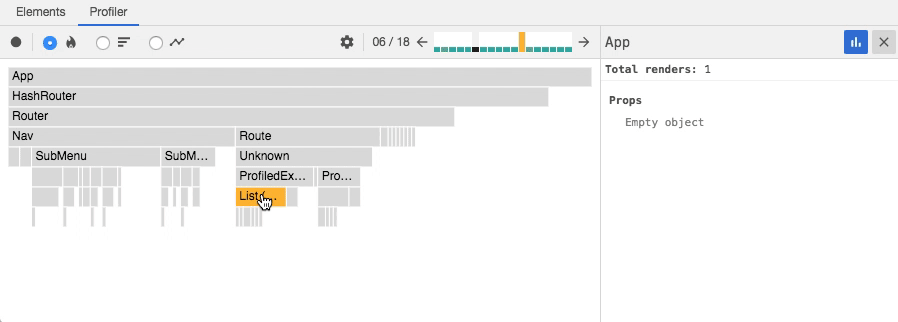 Elements Profiler
06 / 18
App
HashRouter
Router
Nav Route
SubMenu SubM... Unknown
ProfiledEx... Pro...
List
App
Total renders: 1
Props
Empty object